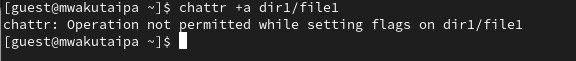 [guest@mwakutaipa ~]$ chattr +a dir1/file1
chattr: Operation not permitted while setting flags on dir1/file1
[guest@mwakutaipa ~]$